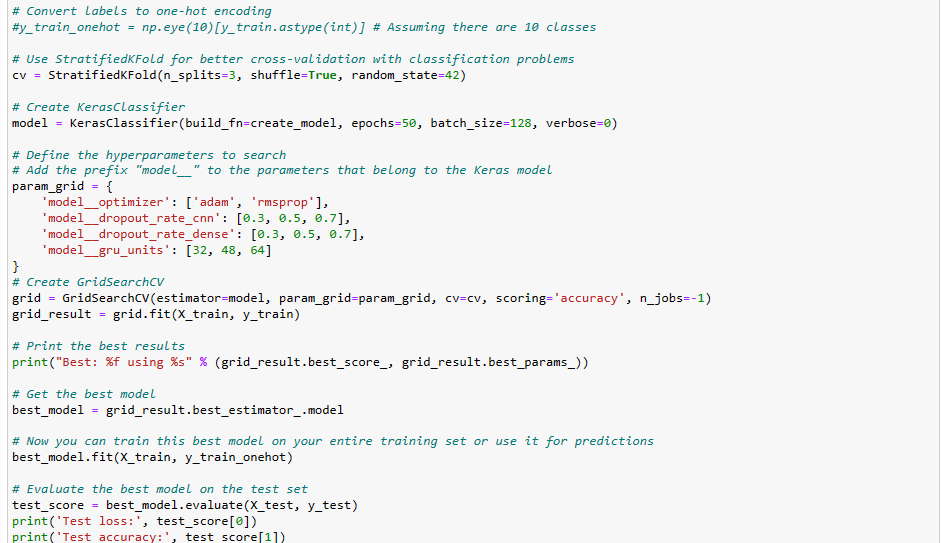 # Convert labels to one-hot encoding
#y_train_onehot = np.eye(10)[y_train.astype(int)] # Assuming there are 10 classes
# Use StratifiedKFold for better cross-validation with classification problems
cv = StratifiedKFold(n_splits=3, shuffle=True, random_state=42)
# Create KerasClassifier
model = KerasClassifier(build_fn=create_model, epochs=50, batch_size=128, verbose=0)
# Define the hyperparameters to search
# Add the prefix "model__" to the parameters that belong to the Keras model
param_grid = {
    'model__optimizer': ['adam', 'rmsprop'],
    'model__dropout_rate_cnn': [0.3, 0.5, 0.7],
    'model__dropout_rate_dense': [0.3, 0.5, 0.7],
    'model__gru_units': [32, 48, 64]
}
# Create GridSearchCV
grid = GridSearchCV(estimator=model, param_grid=param_grid, cv=cv, scoring='accuracy', n_jobs=-1)
grid_result = grid.fit(X_train, y_train)
# Print the best results
print("Best: %f using %s" % (grid_result.best_score_, grid_result.best_params_))
# Get the best model
best_model = grid_result.best_estimator_.model
# Now you can train this best model on your entire training set or use it for predictions
best_model.fit(X_train, y_train_onehot)
# Evaluate the best model on the test set
test_score = best_model.evaluate(X_test, y_test)
print('Test loss:', test_score[0])
print('Test accuracy:', test_score[1])